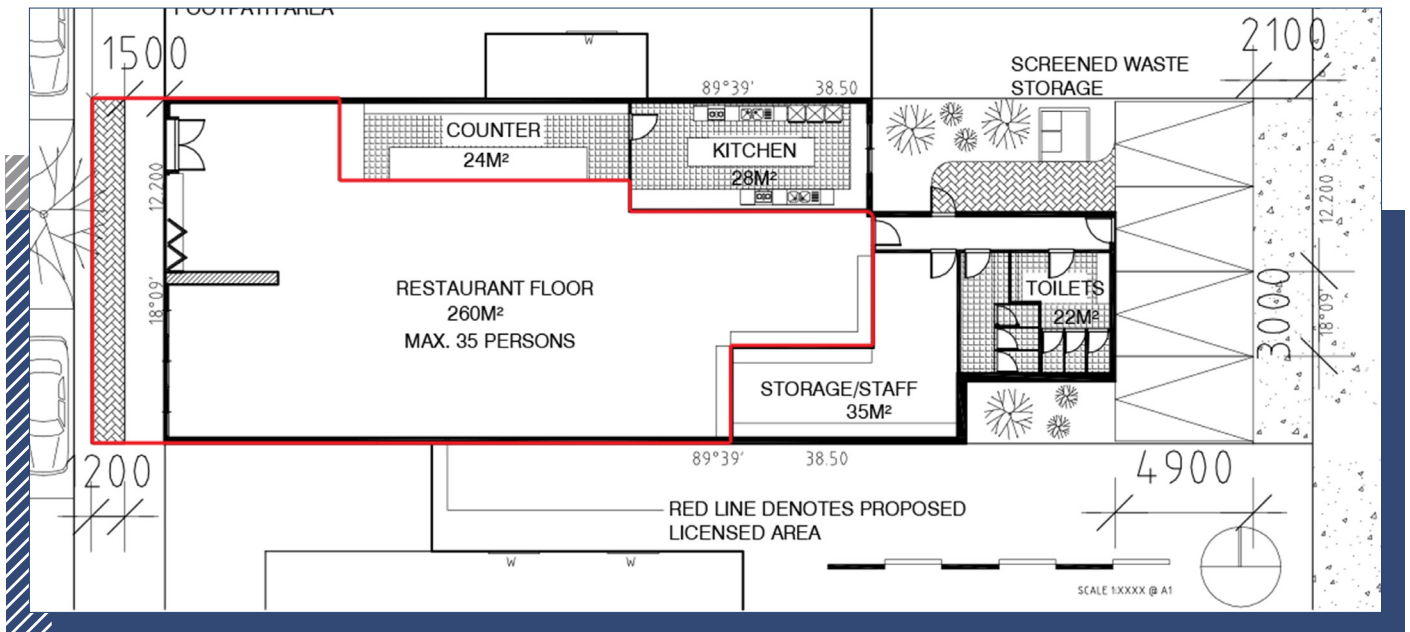 FOOTPATH AREA
1500
2100
SCREENED WASTE
STORAGE
W
89°39'
38.50
COUNTER
24M²
KITCHEN
28M²
12.200
12.200
RESTAURANT FLOOR
260M²
MAX. 35 PERSONS
18°09'
TOILETS
22M²
3000
18°09'
STORAGE/STAFF
35M²
1200
89°39'
38.50
4900
RED LINE DENOTES PROPOSED
LICENSED AREA
W
W
SCALE 1:XXXX @ A1